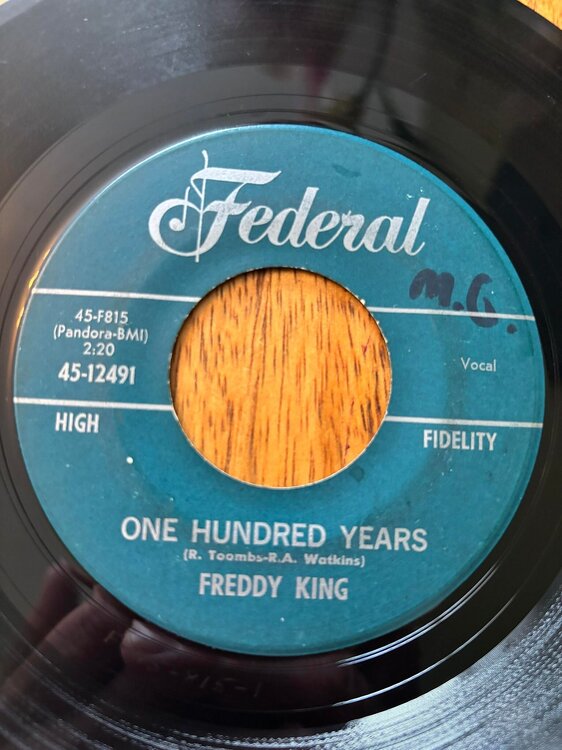 Federal
M.G.
45-F815
(Pandora-BMI)
2:20
45-12491
Vocal
HIGH
FIDELITY
ONE HUNDRED YEARS
(R. Toombs-R.A. Watkins)
FREDDY KING